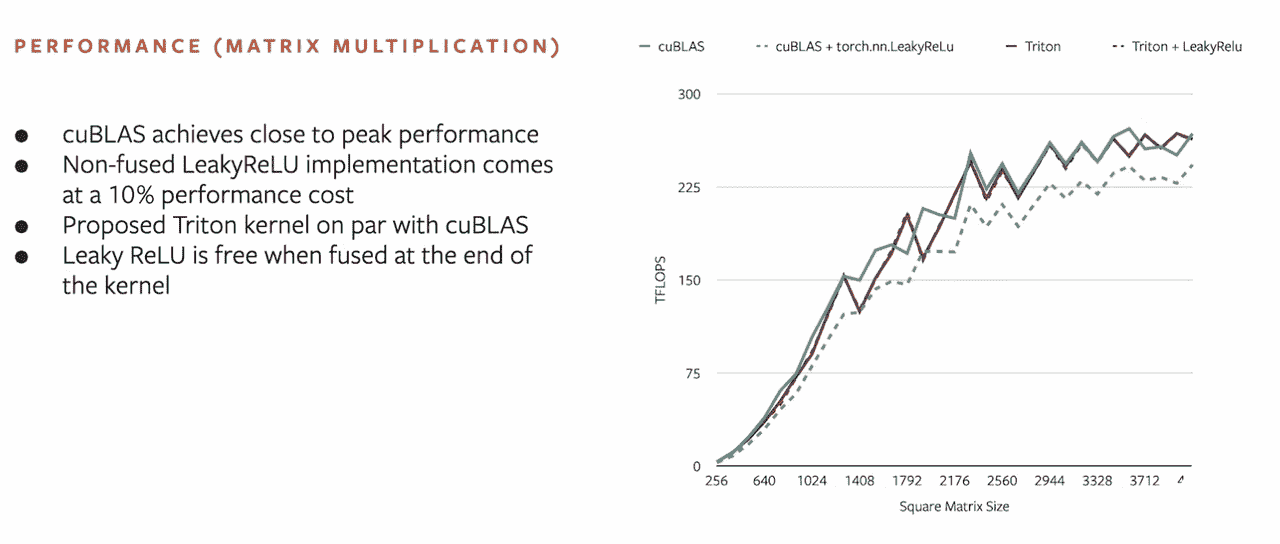 PERFORMANCE (MATRIX MULTIPLICATION)
● cuBLAS achieves close to peak performance
● Non-fused LeakyReLU implementation comes
at a 10% performance cost
● Proposed Triton kernel on par with cuBLAS
● Leaky ReLU is free when fused at the end of
the kernel
cuBLAS
cuBLAS + torch.nn.LeakyReLu
Triton
Triton + LeakyRelu
300
225
150
75
0
TFLOPS
256 640 1024 1408 1792 2176 2560 2944 3328 3712
Square Matrix Size